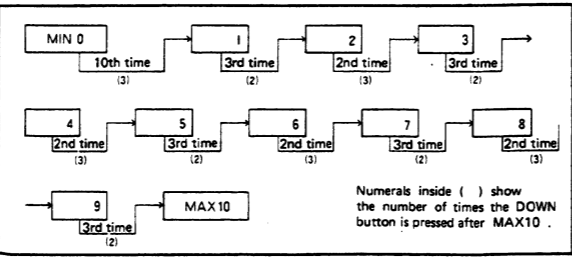 MIN 0 1 2 3
10th time 3rd time 2nd time 3rd time
(3) (2) (3) (2)
4 5 6 7 8
2nd time 3rd time 2nd time 3rd time 2nd time
(3) (2) (3) (2) (3)
9 MAX10
3rd time
(2)
Numerals inside ( ) show
the number of times the DOWN
button is pressed after MAX10 .